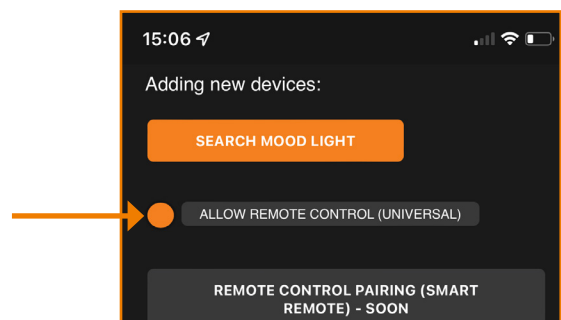 15:06
Adding new devices:
SEARCH MOOD LIGHT
ALLOW REMOTE CONTROL (UNIVERSAL)
REMOTE CONTROL PAIRING (SMART
REMOTE) - SOON